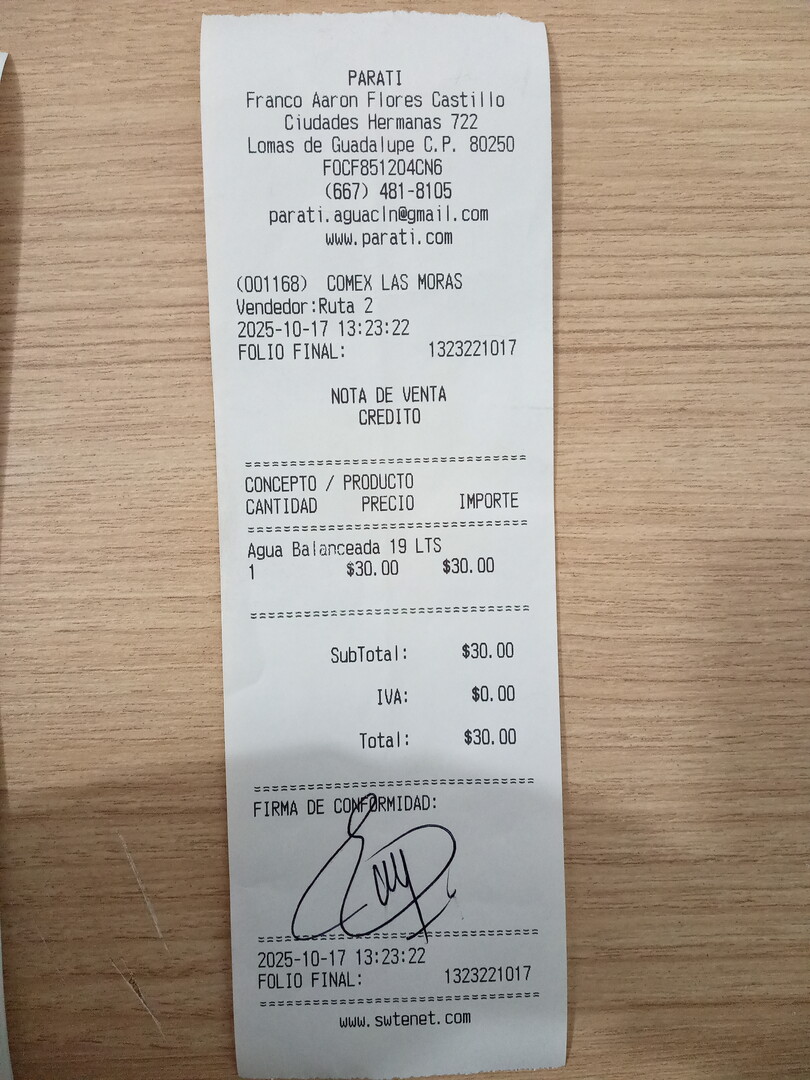 PARATI
Franco Aaron Flores Castillo
Ciudades Hermanas 722
Lomas de Guadalupe C.P. 80250
FOCF851204CN6
(667) 481-8105
parati.aguacln@gmail.com
www.parati.com
(001168) COMEX LAS MORAS
Vendedor:Ruta 2
2025-10-17 13:23:22
FOLIO FINAL: 1323221017
NOTA DE VENTA
CREDITO
CONCEPTO / PRODUCTO
CANTIDAD PRECIO IMPORTE
Agua Balanceada 19 LTS
1 $30.00 $30.00
SubTotal: $30.00
IVA: $0.00
Total: $30.00
FIRMA DE CONFORMIDAD:
2025-10-17 13:23:22
FOLIO FINAL: 1323221017
www.swtenet.com